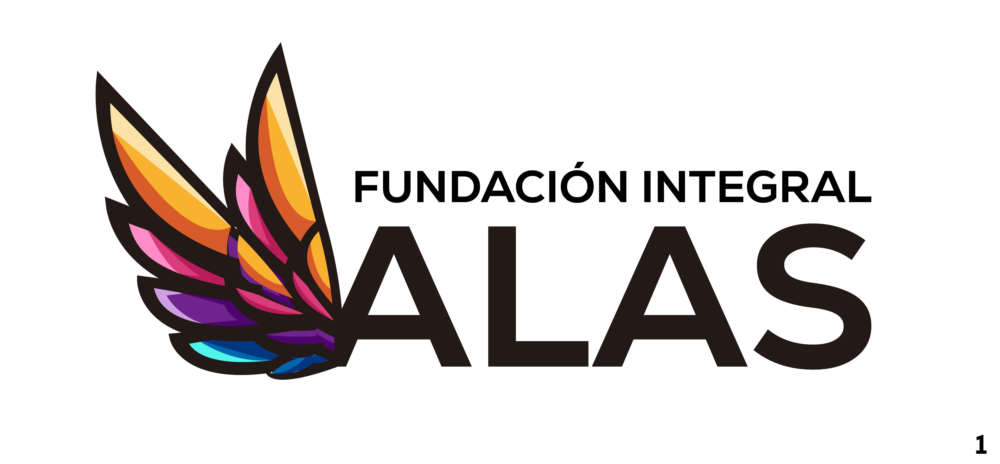 FUNDACIÓN INTEGRAL
ALAS
1